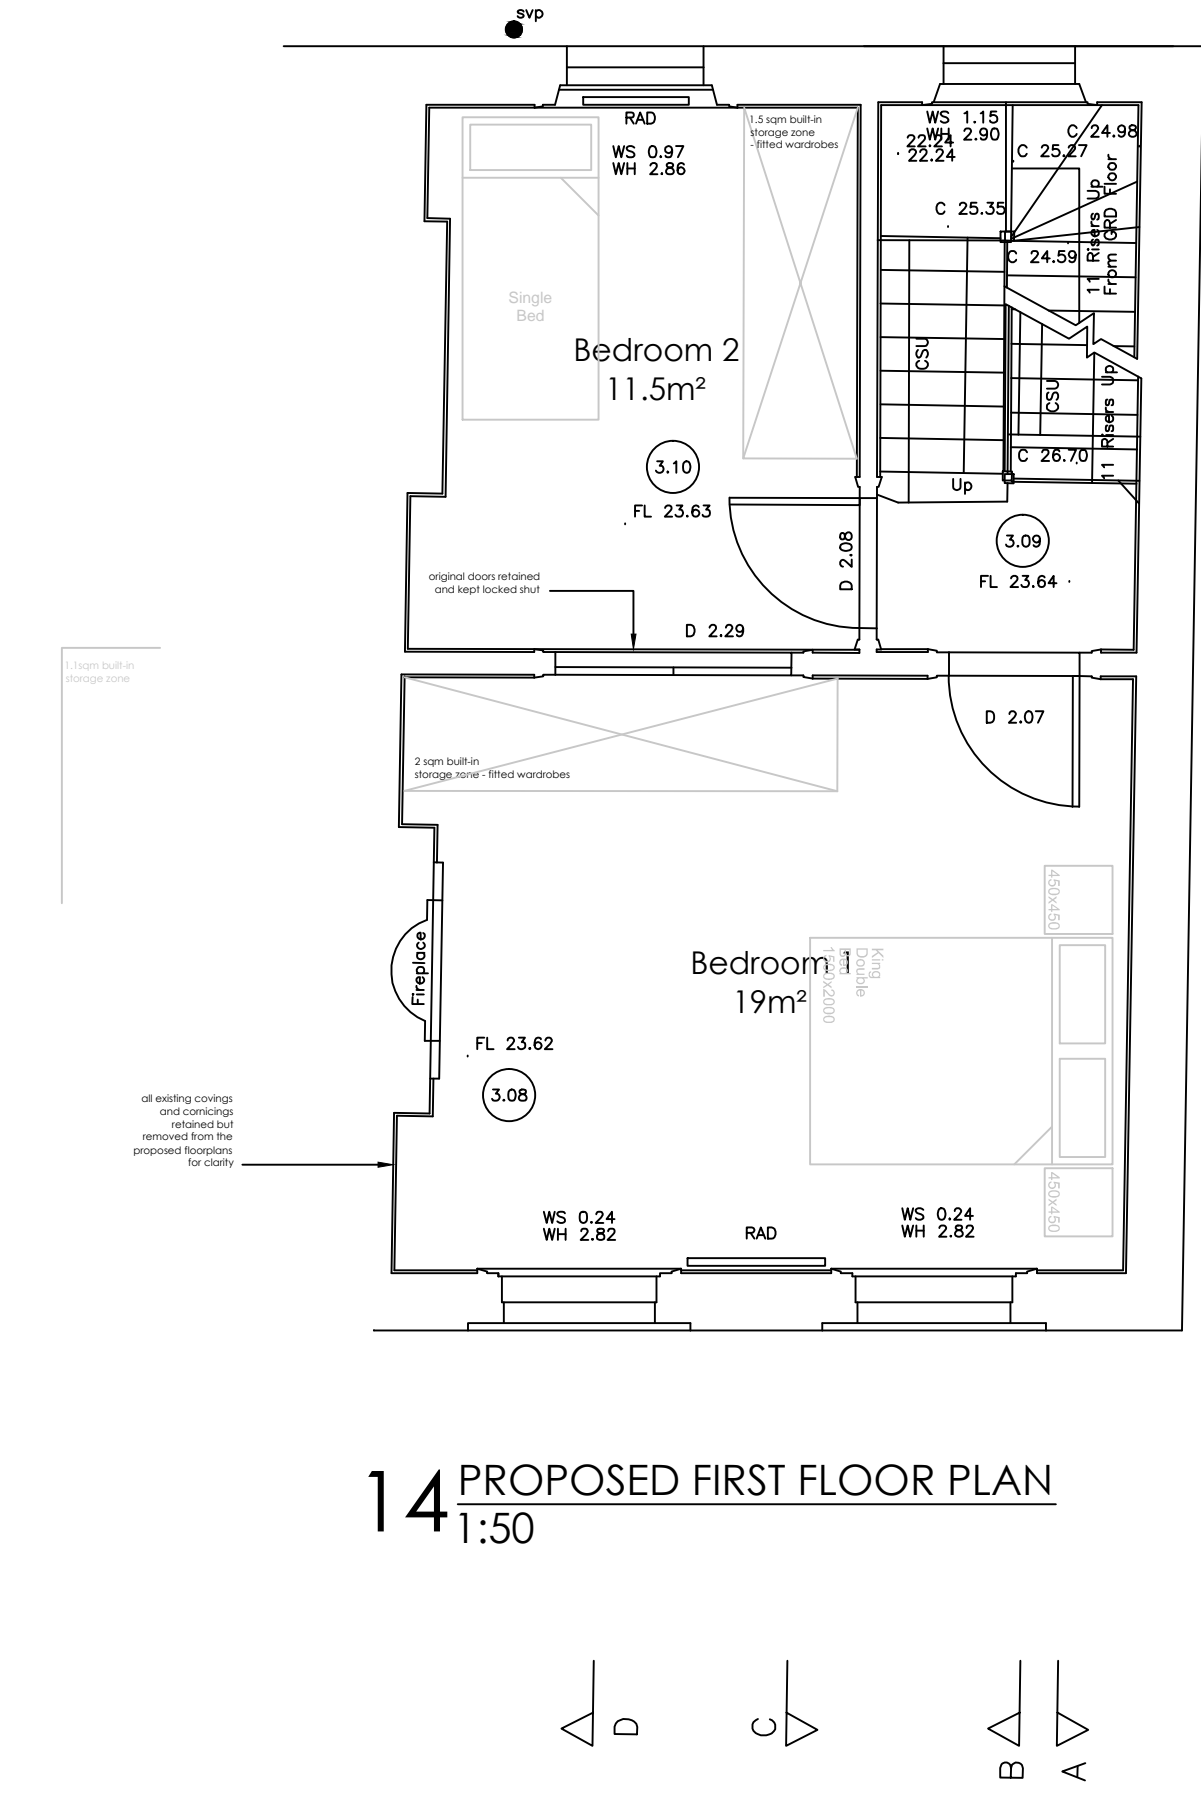 svp
RAD
WS 0.97
WH 2.86
1.5 sqm built-in
storage zone
- fitted wardrobes
WS 1.15
WH 2.90
22.24
22.24
C 24.98
C 25.27
C 25.35
C 24.59
11 Risers Up
From GRD Floor
Single
Bed
Bedroom 2
11.5m²
CSU
CSU
11 Risers Up
C 26.70
Up
3.10
FL 23.63
3.09
FL 23.64
D 2.08
original doors retained
and kept locked shut
D 2.29
1.1sqm built-in
storage zone
D 2.07
2 sqm built-in
storage zone - fitted wardrobes
450x450
Fireplace
Bedroom 1
19m²
King
Double
Bed
1500x2000
FL 23.62
3.08
all existing covings
and cornicings
retained but
removed from the
proposed floorplans
for clarity
450x450
WS 0.24
WH 2.82
RAD
WS 0.24
WH 2.82
14 PROPOSED FIRST FLOOR PLAN
1:50
D
C
B
A